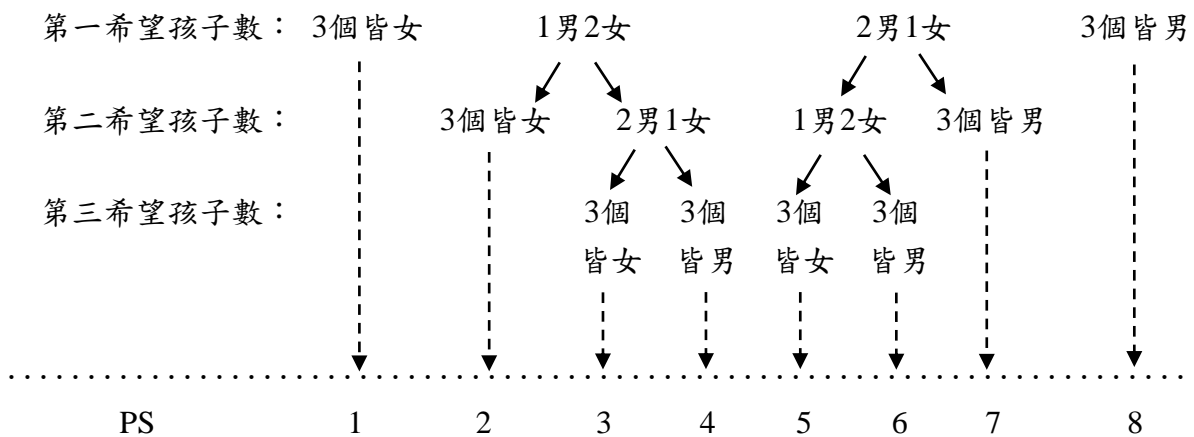 第一希望孩子數： 3個皆女 1男2女 2男1女 3個皆男
第二希望孩子數： 3個皆女 2男1女 1男2女 3個皆男
第三希望孩子數： 3個 3個 3個 3個
皆女 皆男 皆女 皆男
PS 1 2 3 4 5 6 7 8